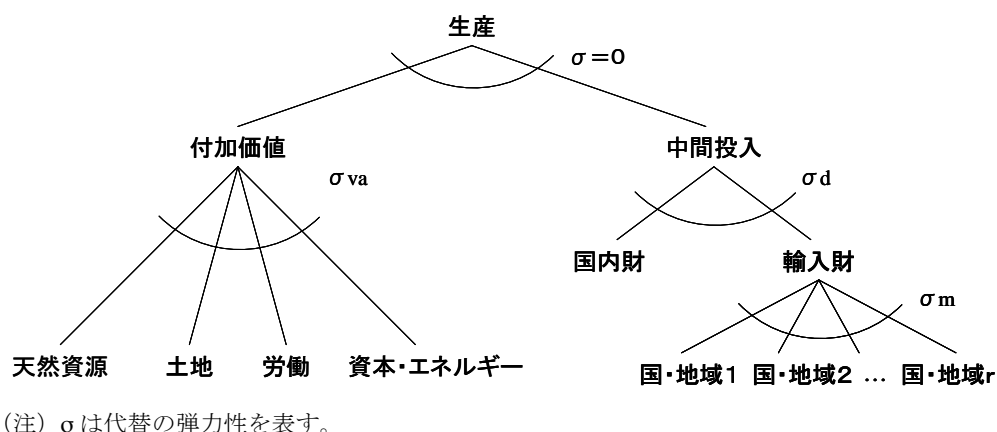 生産
σ=0
付加価値
中間投入
σva
σd
国内財
輸入財
σm
天然資源
土地
労働
資本・エネルギー
国・地域1
国・地域2
…
国・地域r
(注)σは代替の弾力性を表す。